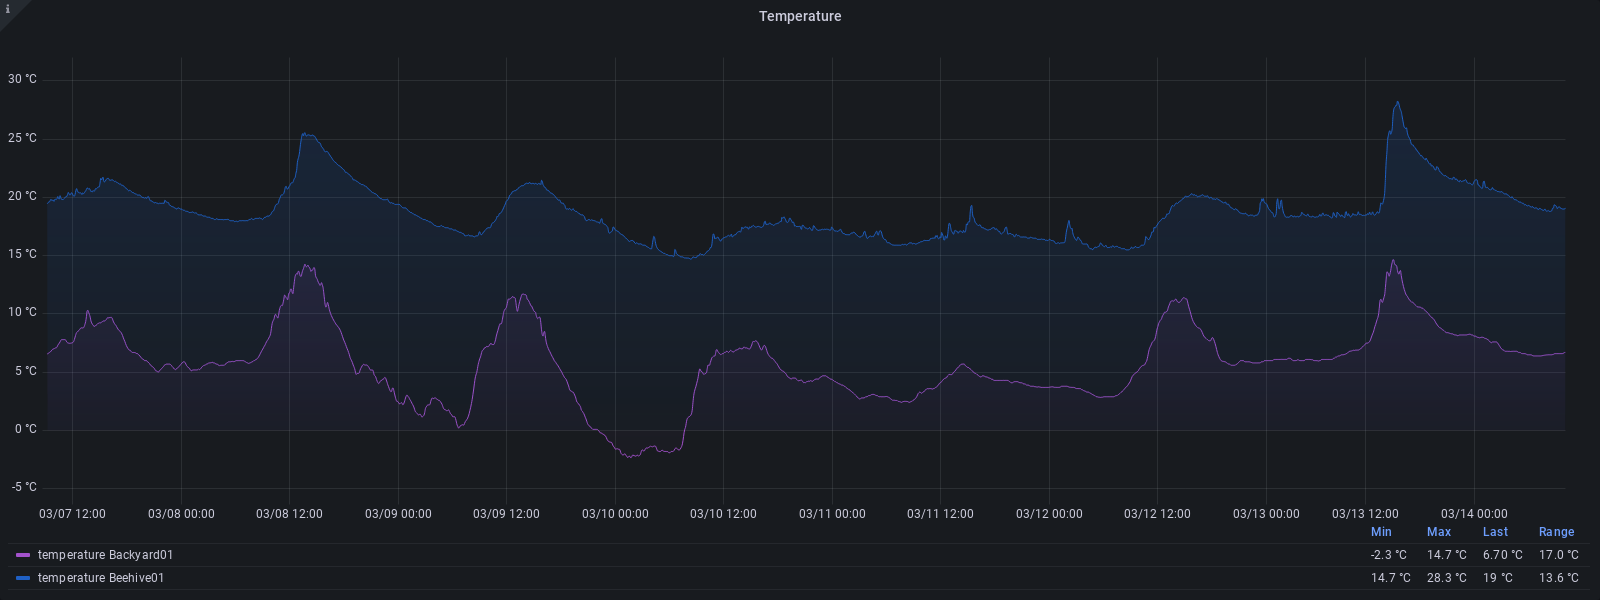 i
Temperature
30 °C
25 °C
20 °C
15 °C
10 °C
5 °C
0 °C
-5 °C
03/07 12:00 03/08 00:00 03/08 12:00 03/09 00:00 03/09 12:00 03/10 00:00 03/10 12:00 03/11 00:00 03/11 12:00 03/12 00:00 03/12 12:00 03/13 00:00 03/13 12:00 03/14 00:00
Min Max Last Range
temperature Backyard01 -2.3 °C 14.7 °C 6.70 °C 17.0 °C
temperature Beehive01 14.7 °C 28.3 °C 19 °C 13.6 °C